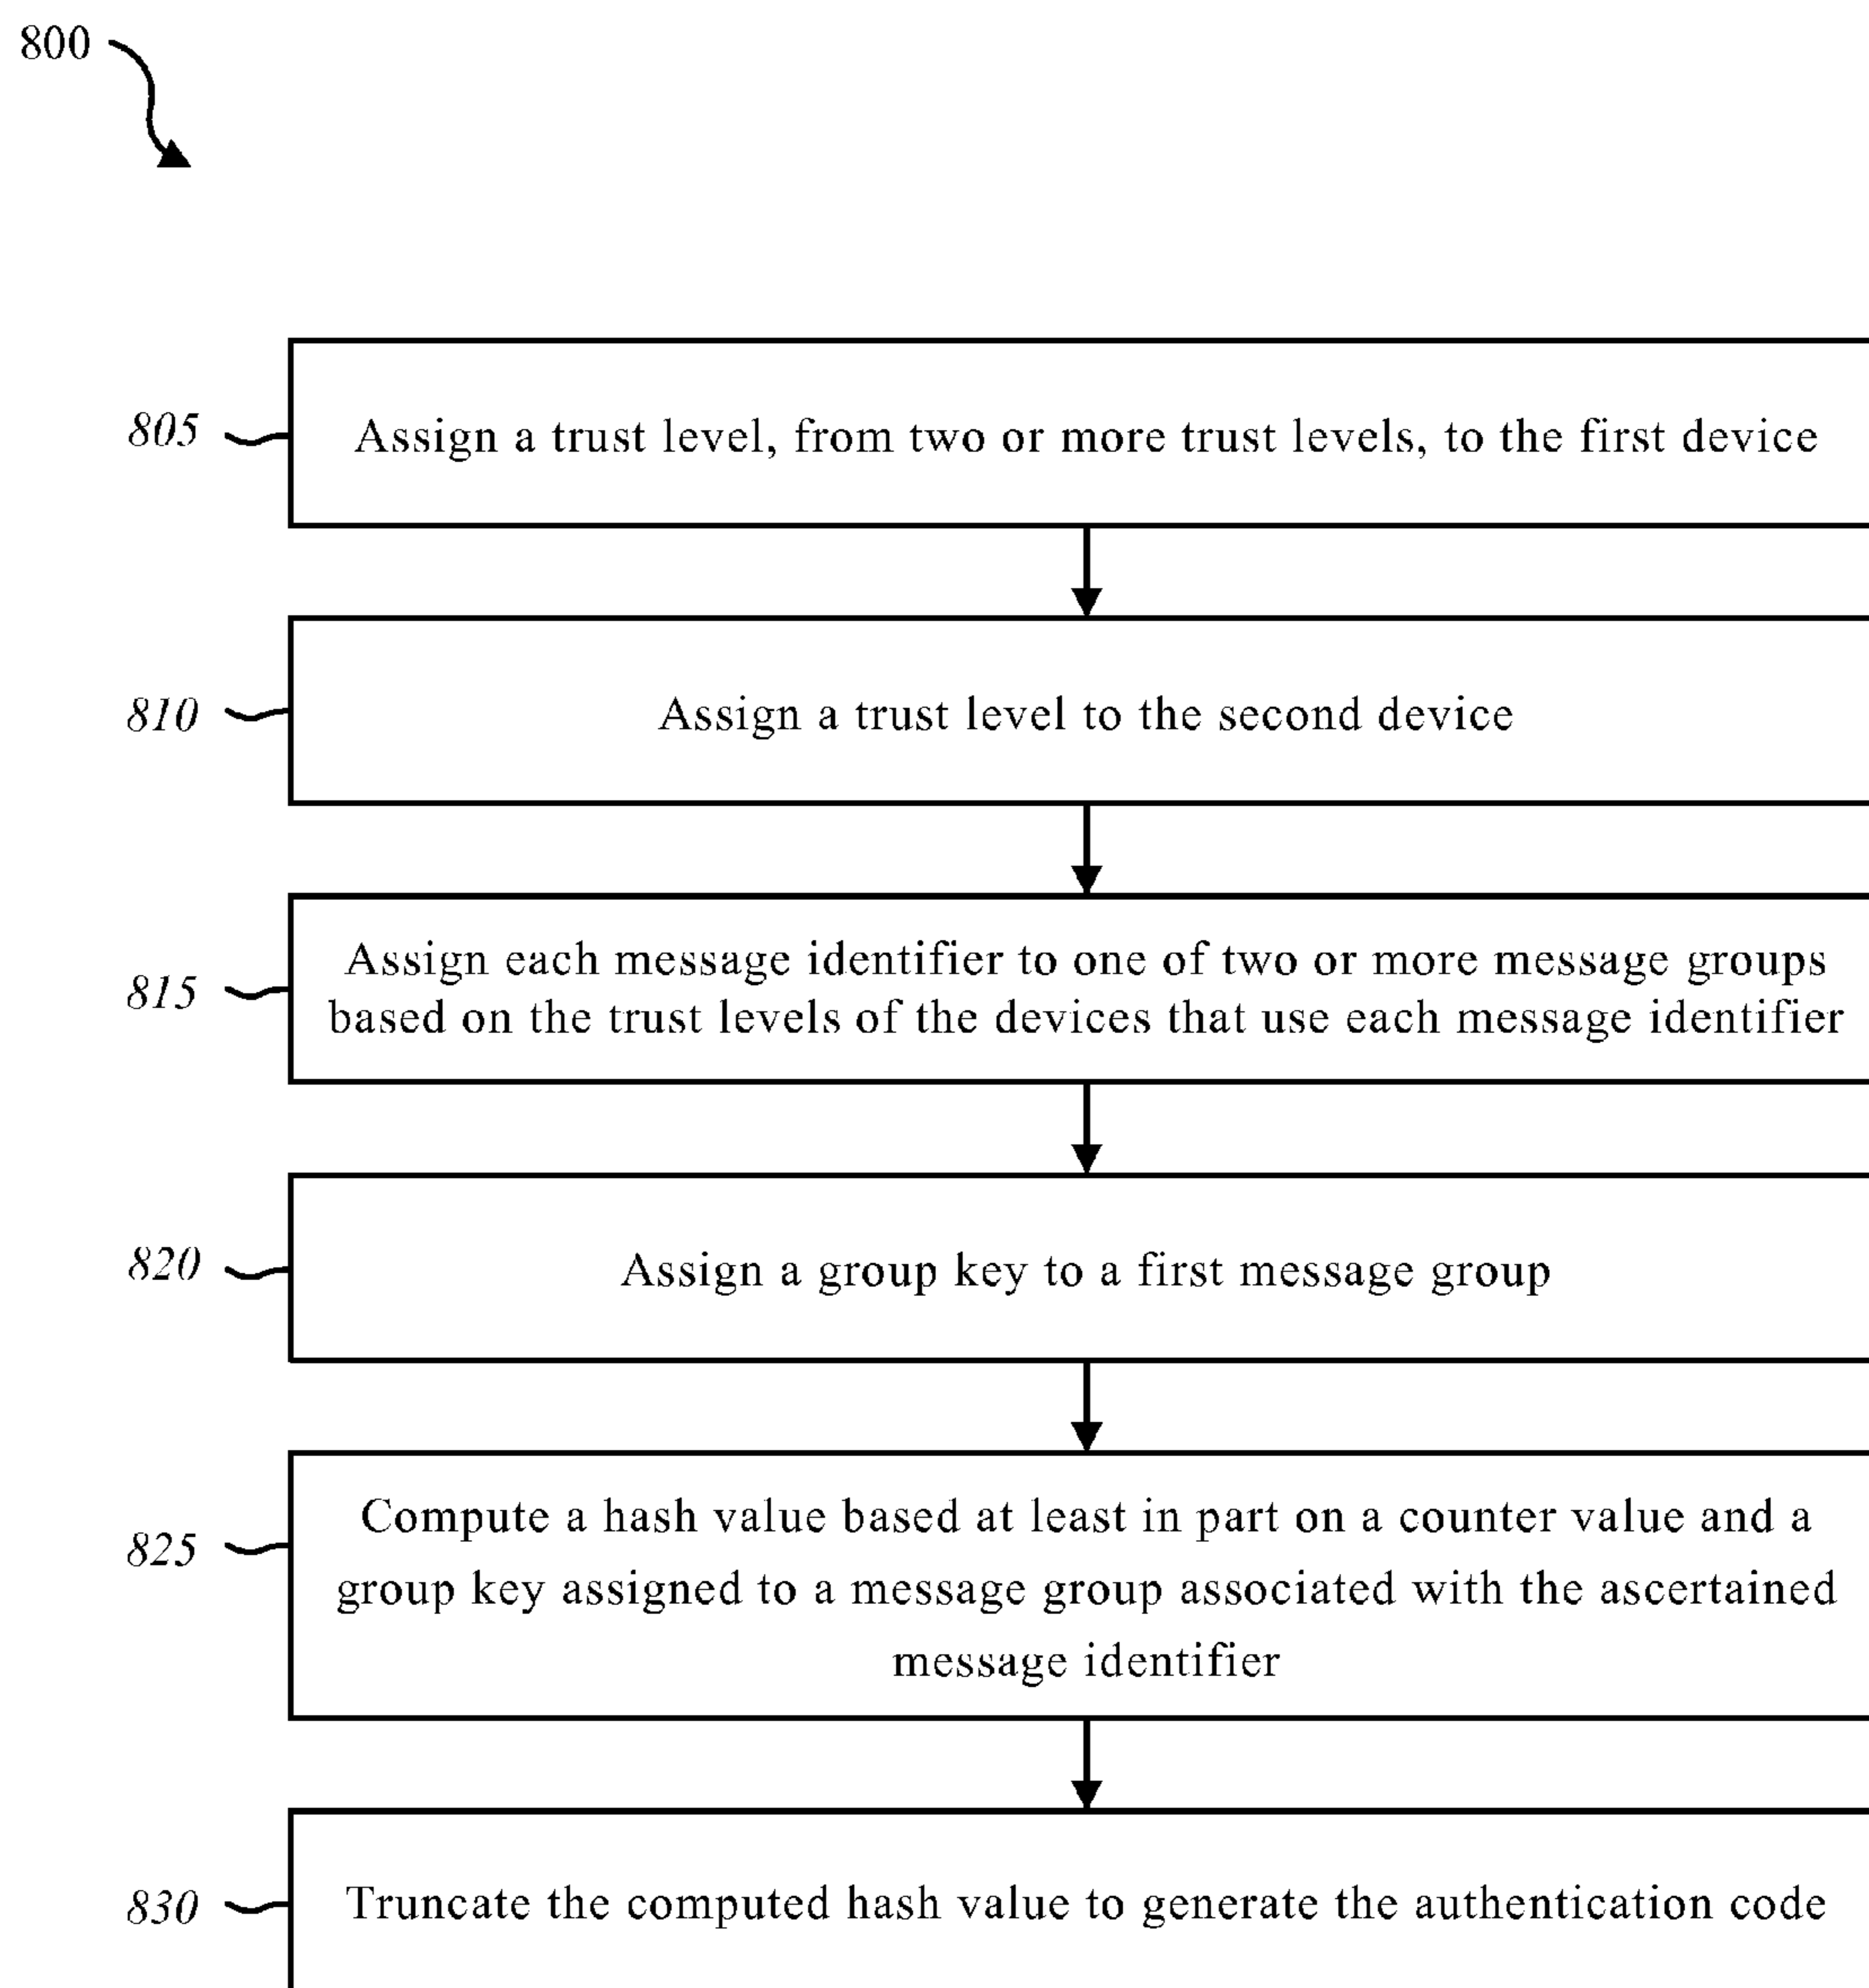 800
805
Assign a trust level, from two or more trust levels, to the first device
810
Assign a trust level to the second device
815
Assign each message identifier to one of two or more message groups
based on the trust levels of the devices that use each message identifier
820
Assign a group key to a first message group
825
Compute a hash value based at least in part on a counter value and a
group key assigned to a message group associated with the ascertained
message identifier
830
Truncate the computed hash value to generate the authentication code